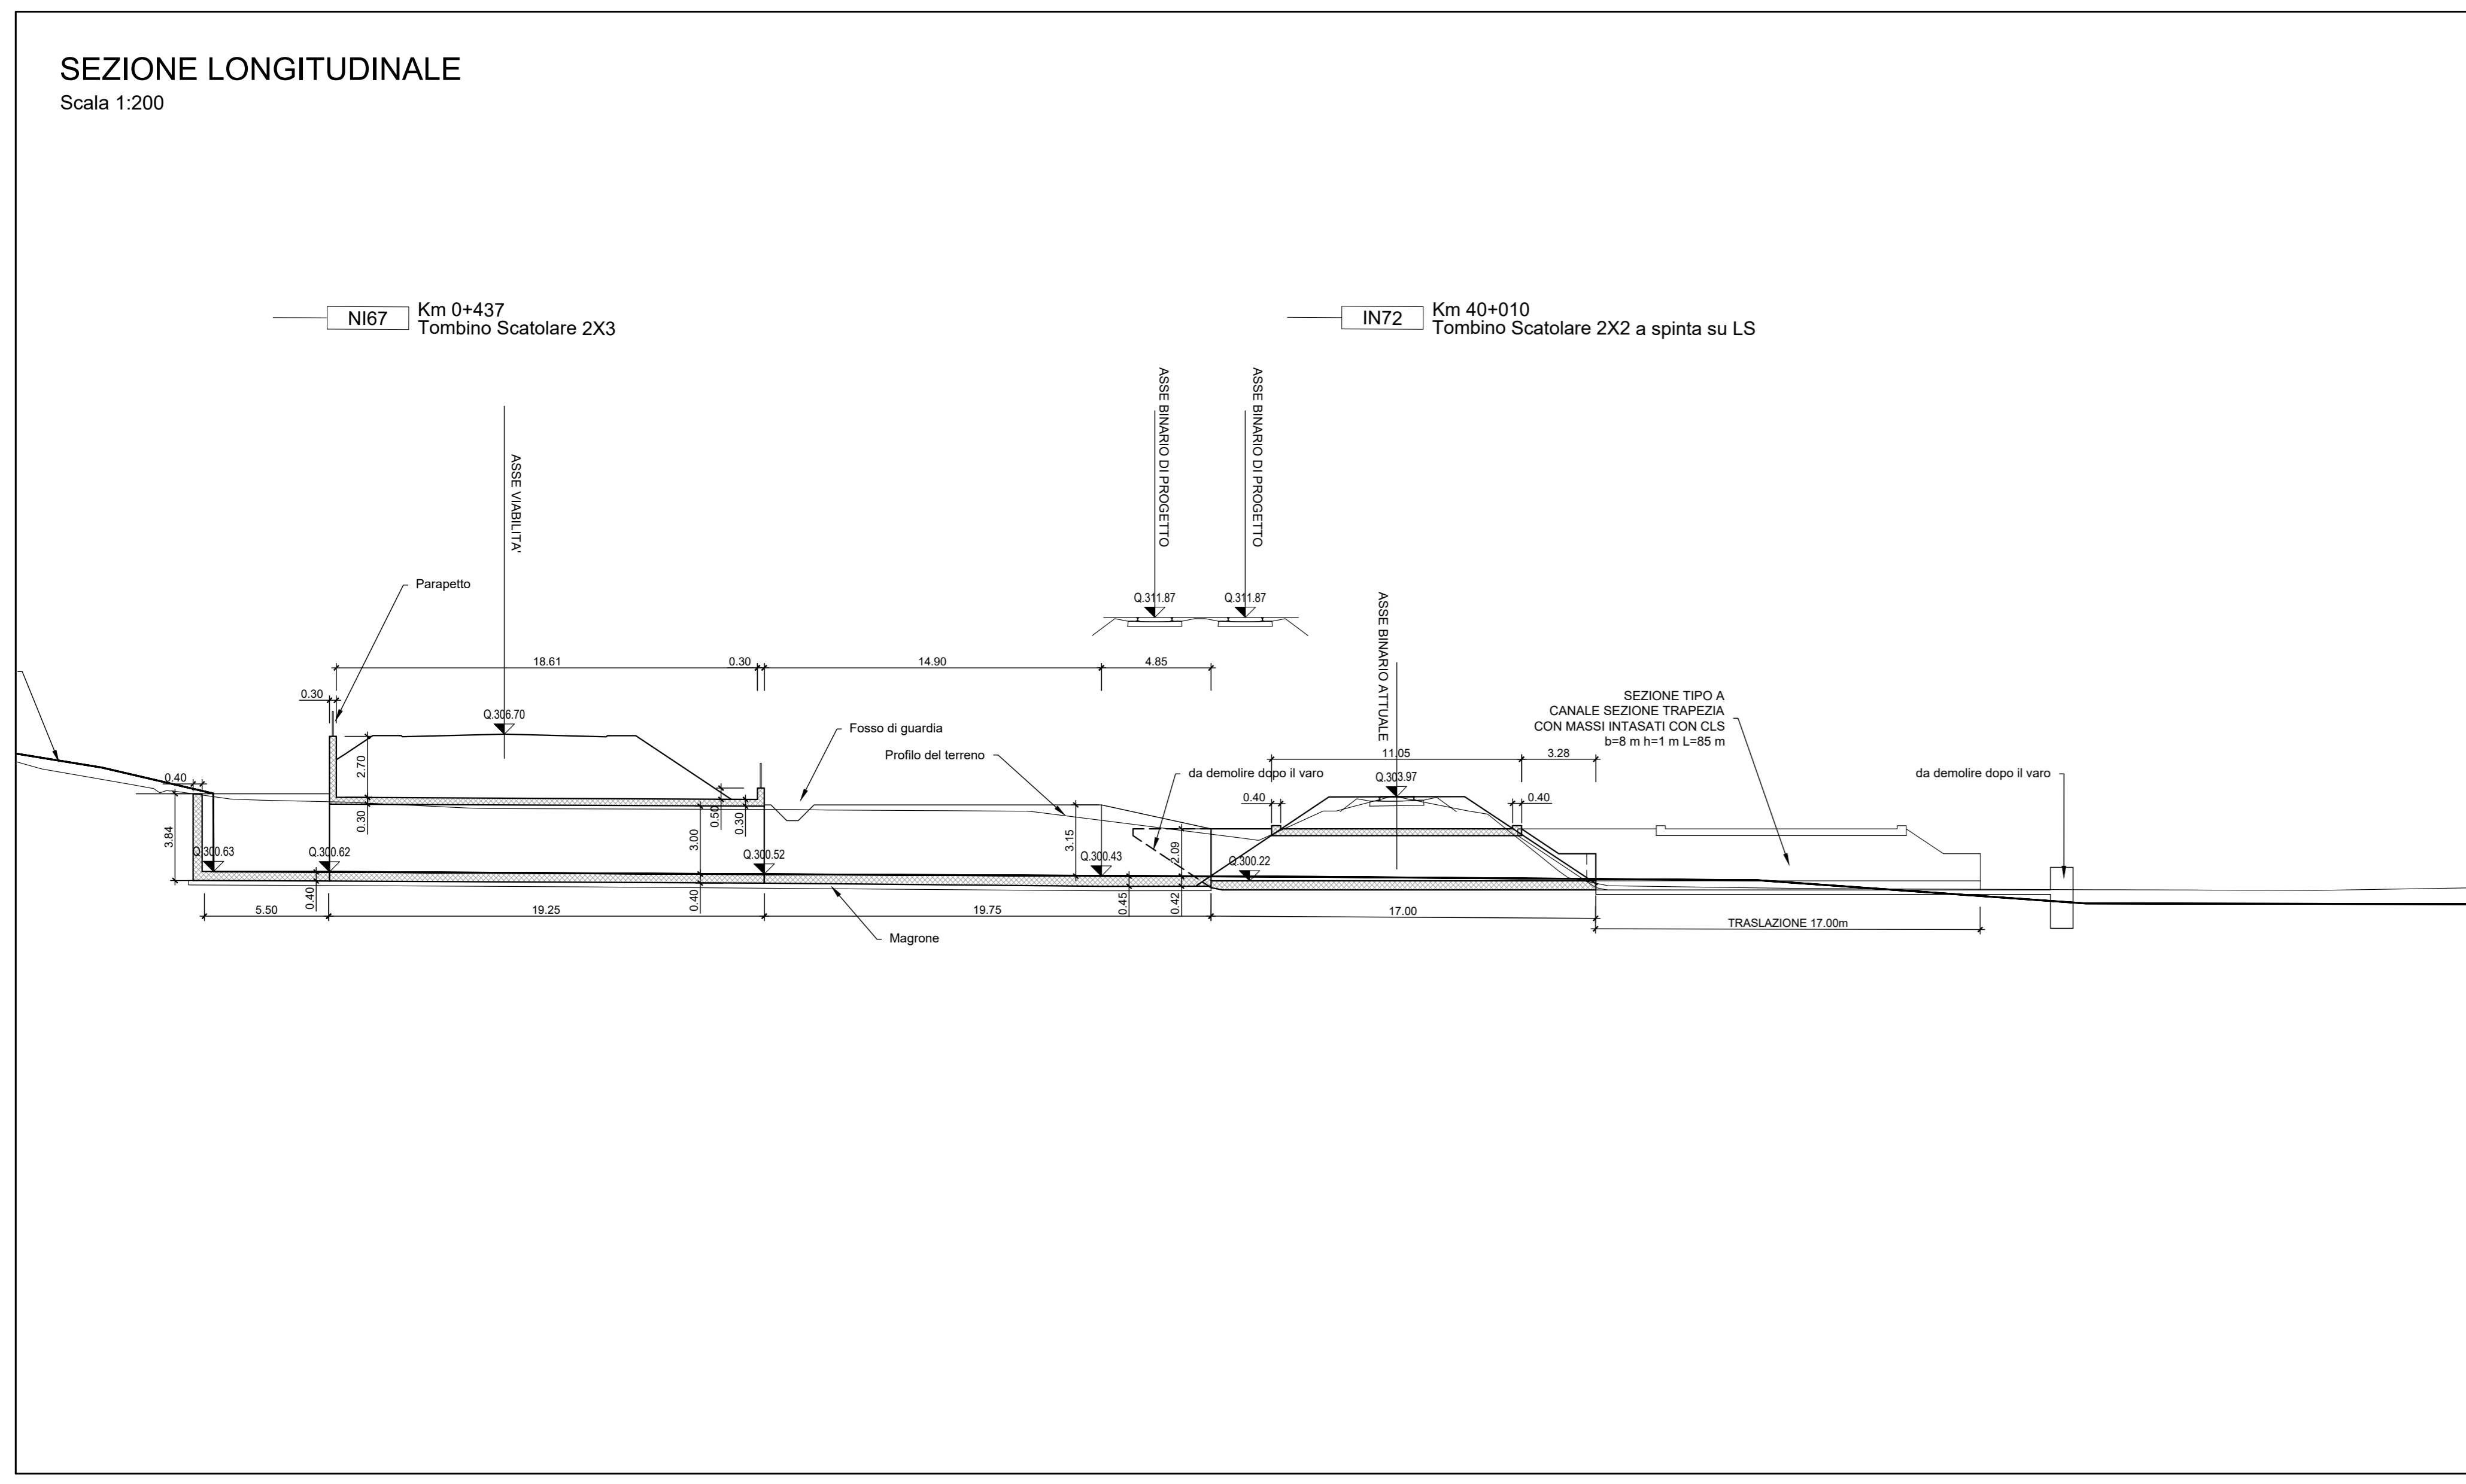 SEZIONE LONGITUDINALE
Scala 1:200
NI67
Km 0+437
Tombino Scatolare 2X3
IN72
Km 40+010
Tombino Scatolare 2X2 a spinta su LS
ASSE VIABILITA'
ASSE BINARIO DI PROGETTO
ASSE BINARIO DI PROGETTO
ASSE BINARIO ATTUALE
Parapetto
Q.311.87
Q.311.87
18.61
0.30
14.90
4.85
0.30
Q.306.70
Fosso di guardia
Profilo del terreno
SEZIONE TIPO A
CANALE SEZIONE TRAPEZIA
CON MASSI INTASATI CON CLS
b=8 m h=1 m L=85 m
11.05
3.28
da demolire dopo il varo
Q.303.97
da demolire dopo il varo
0.40
2.70
0.40
0.40
3.84
0.30
0.50
0.30
3.00
3.15
2.09
Q.300.63
Q.300.62
Q.300.52
Q.300.43
Q.300.22
0.40
0.40
0.45
0.42
5.50
19.25
19.75
17.00
TRASLAZIONE 17.00m
Magrone